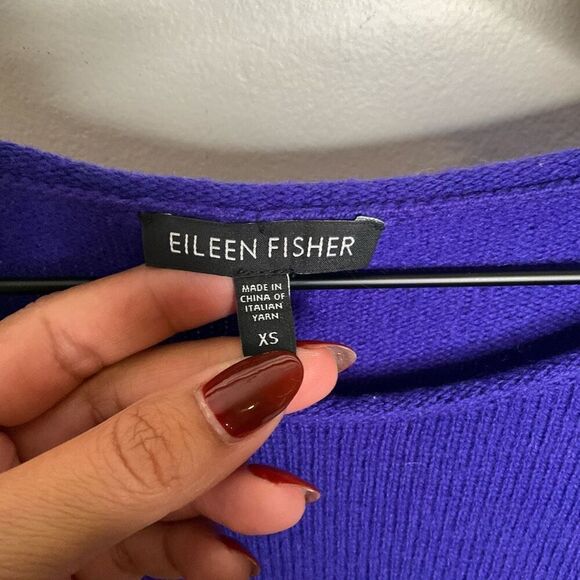 EILEEN FISHER
MADE IN
CHINA OF
ITALIAN
YARN
XS